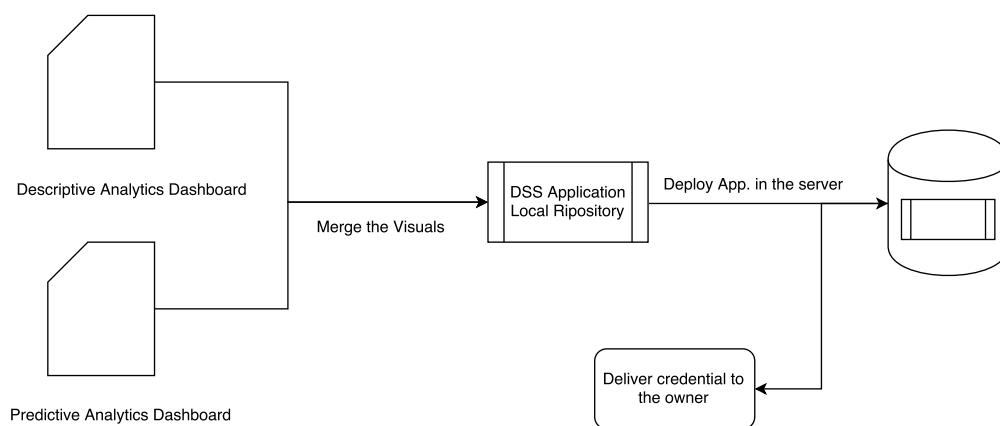 Descriptive Analytics Dashboard
Merge the Visuals
DSS Application
Local Ripository
Deploy App. in the server
Deliver credential to
the owner
Predictive Analytics Dashboard